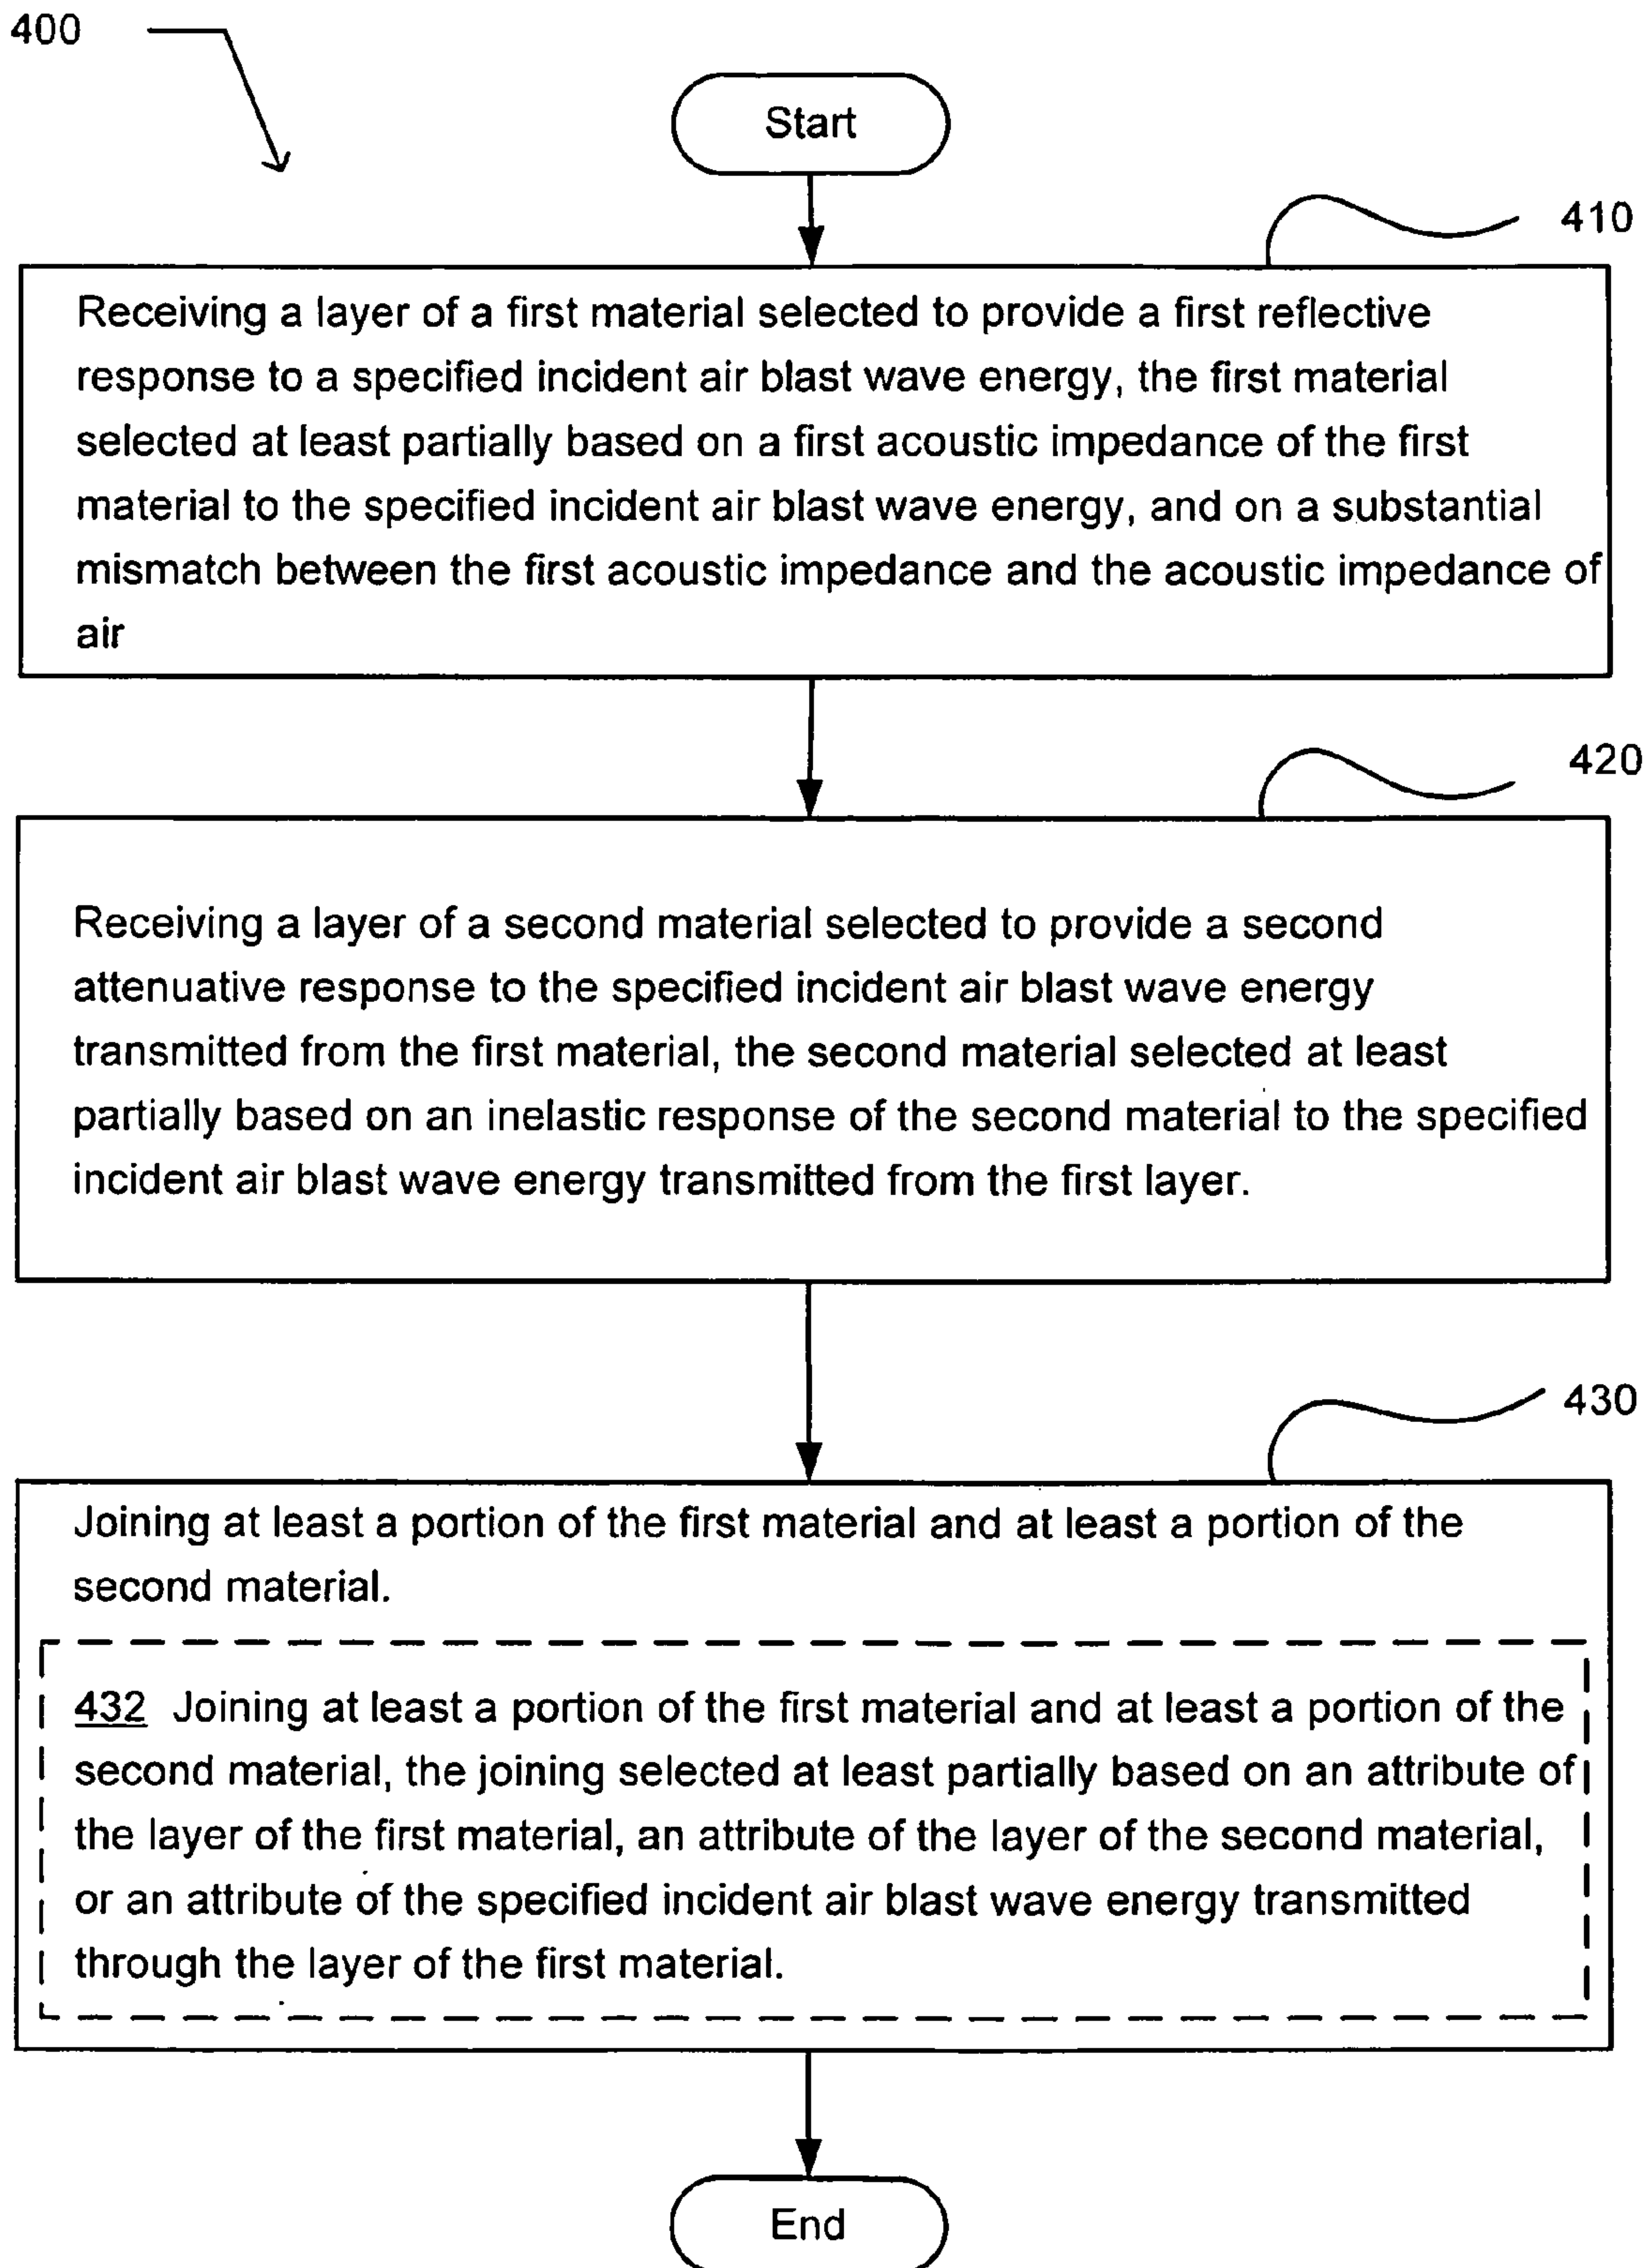 400
Start
410
Receiving a layer of a first material selected to provide a first reflective
response to a specified incident air blast wave energy, the first material
selected at least partially based on a first acoustic impedance of the first
material to the specified incident air blast wave energy, and on a substantial
mismatch between the first acoustic impedance and the acoustic impedance of
air
420
Receiving a layer of a second material selected to provide a second
attenuative response to the specified incident air blast wave energy
transmitted from the first material, the second material selected at least
partially based on an inelastic response of the second material to the specified
incident air blast wave energy transmitted from the first layer.
430
Joining at least a portion of the first material and at least a portion of the
second material.
432 Joining at least a portion of the first material and at least a portion of the
second material, the joining selected at least partially based on an attribute of
the layer of the first material, an attribute of the layer of the second material,
or an attribute of the specified incident air blast wave energy transmitted
through the layer of the first material.
End